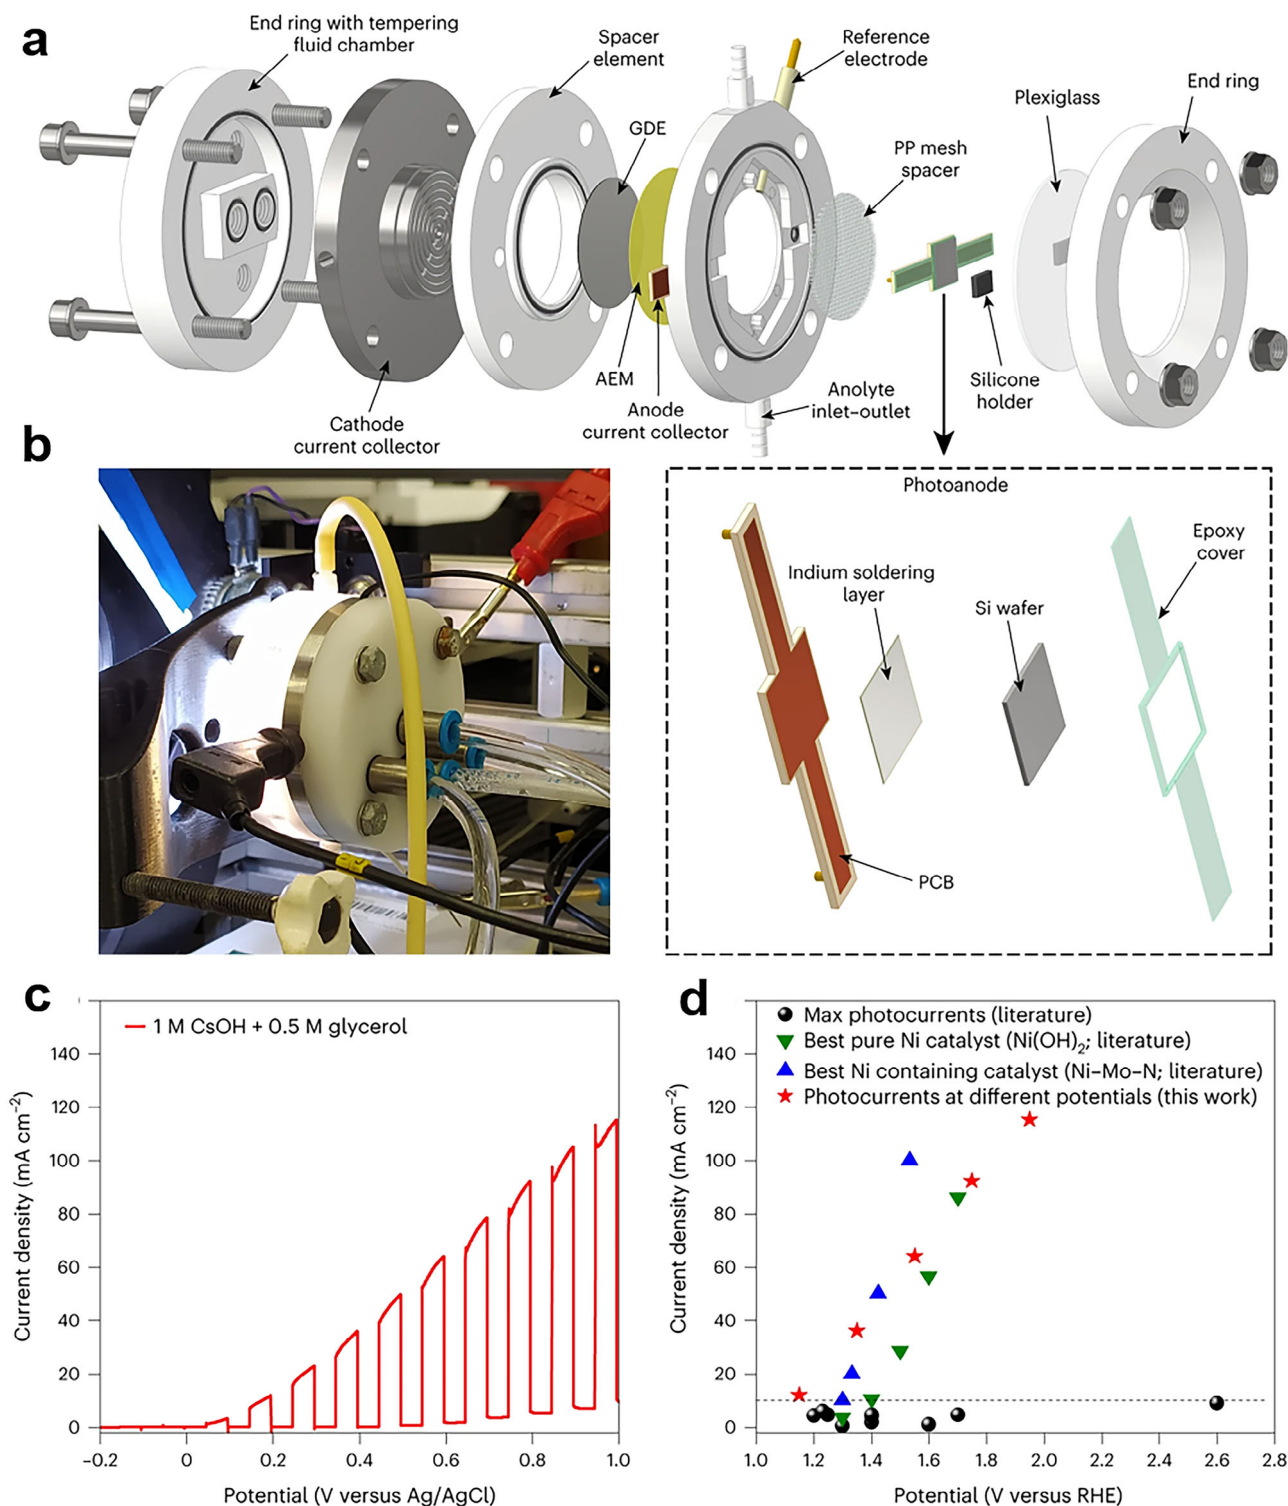 a
End ring with tempering
fluid chamber
Spacer
element
GDE
Reference
electrode
PP mesh
spacer
Plexiglass
End ring
AEM
Anode
current collector
Cathode
current collector
Anolyte
inlet–outlet
Silicone
holder
b
Photoanode
Indium soldering
layer
Si wafer
Epoxy
cover
PCB
c
1 M CsOH + 0.5 M glycerol
Current density (mA cm⁻²)
140
120
100
80
60
40
20
0
−0.2 0 0.2 0.4 0.6 0.8 1.0
Potential (V versus Ag/AgCl)
d
Max photocurrents (literature)
Best pure Ni catalyst (Ni(OH)₂; literature)
Best Ni containing catalyst (Ni–Mo–N; literature)
Photocurrents at different potentials (this work)
Current density (mA cm⁻²)
140
120
100
80
60
40
20
0
1.0 1.2 1.4 1.6 1.8 2.0 2.2 2.4 2.6 2.8
Potential (V versus RHE)